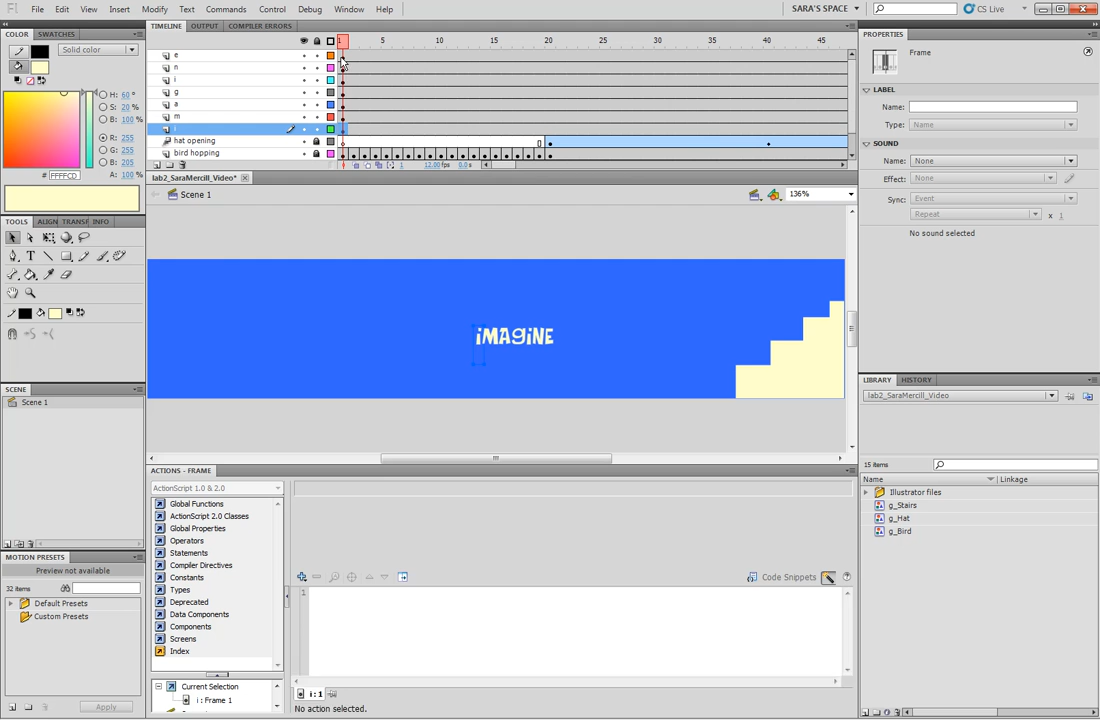 Fl File Edit View Insert Modify Text Commands Control Debug Window Help SARA'S SPACE CS Live
COLOR SWATCHES
Solid color
H: 60 °
S: 20 %
B: 100 %
R: 255
G: 255
B: 205
# FFFFCD
TOOLS ALIGN TRANSF INFO
SCENE
Scene 1
MOTION PRESETS
Preview not available
32 items
Default Presets
Custom Presets
Apply
TIMELINE OUTPUT COMPILER ERRORS
1 5 10 15 20 25 30 35 40 45
e
n
i
g
a
m
i
hat opening
bird hopping
1 12.00fps 0.0s
lab2_SaraMercill_Video*
Scene 1
136%
iMAGiNE
ACTIONS - FRAME
ActionScript 1.0 & 2.0
Global Functions
ActionScript 2.0 Classes
Global Properties
Operators
Statements
Compiler Directives
Constants
Types
Deprecated
Data Components
Components
Screens
Index
Current Selection
i : Frame 1
Code Snippets
1
i : 1
No action selected.
PROPERTIES
Frame
LABEL
Name:
Type: Name
SOUND
Name: None
Effect: None
Sync: Event
Repeat x 1
No sound selected
LIBRARY HISTORY
lab2_SaraMercill_Video
15 items
Name Linkage
Illustrator files
g_Stairs
g_Hat
g_Bird